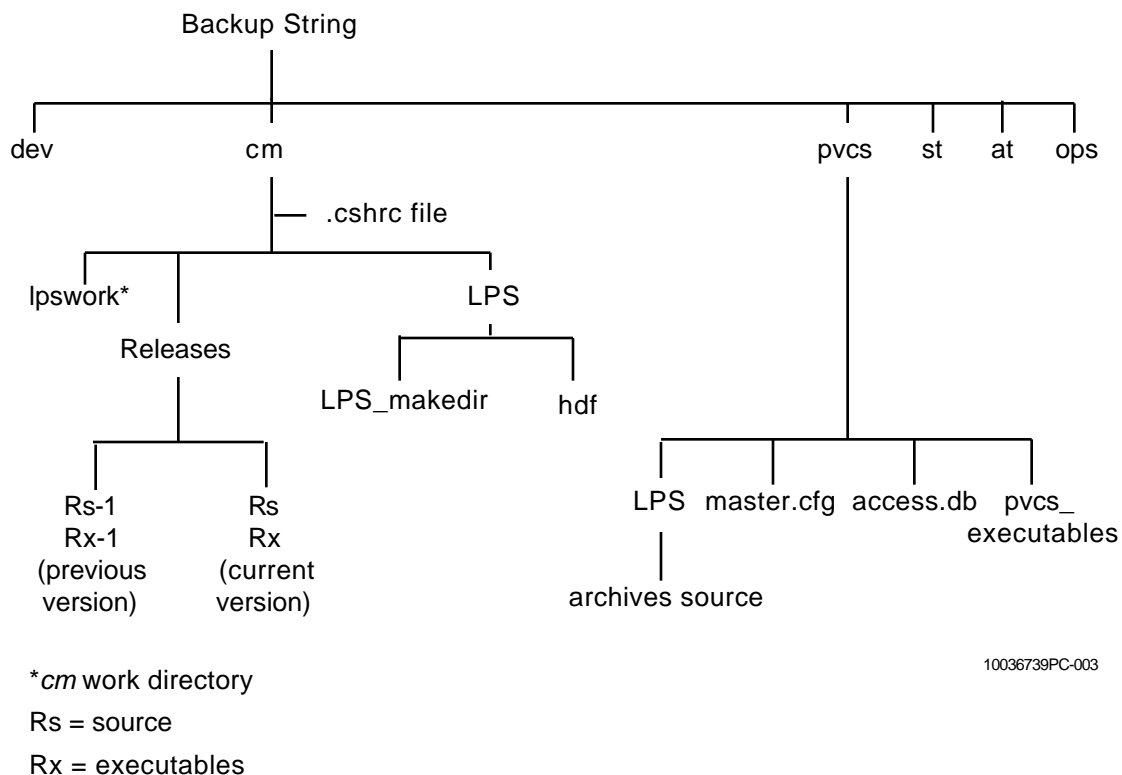 Backup String
dev
cm
pvcs
st
at
ops
.cshrc file
lpswork*
LPS
Releases
LPS_makedir
hdf
Rs-1
Rx-1
(previous
version)
Rs
Rx
(current
version)
LPS
master.cfg
access.db
pvcs_
executables
archives source
10036739PC-003
*cm work directory
Rs = source
Rx = executables